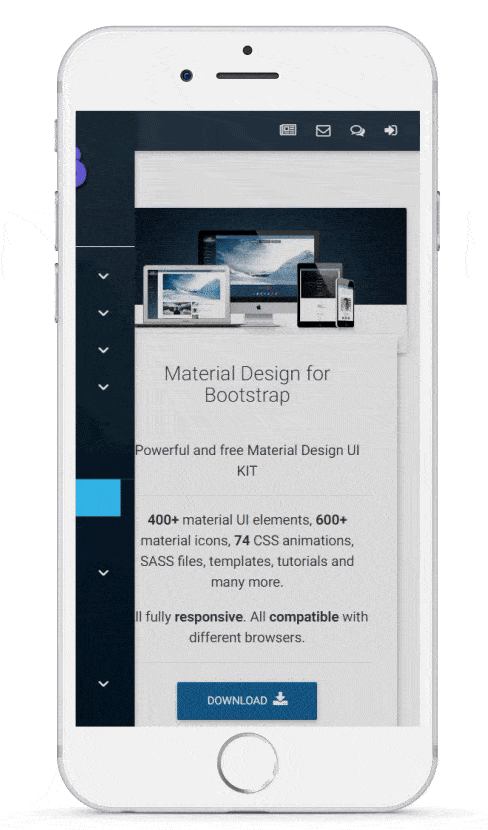 Material Design for
Bootstrap
Powerful and free Material Design UI
KIT
400+ material UI elements, 600+
material icons, 74 CSS animations,
SASS files, templates, tutorials and
many more.
ll fully responsive. All compatible with
different browsers.
DOWNLOAD